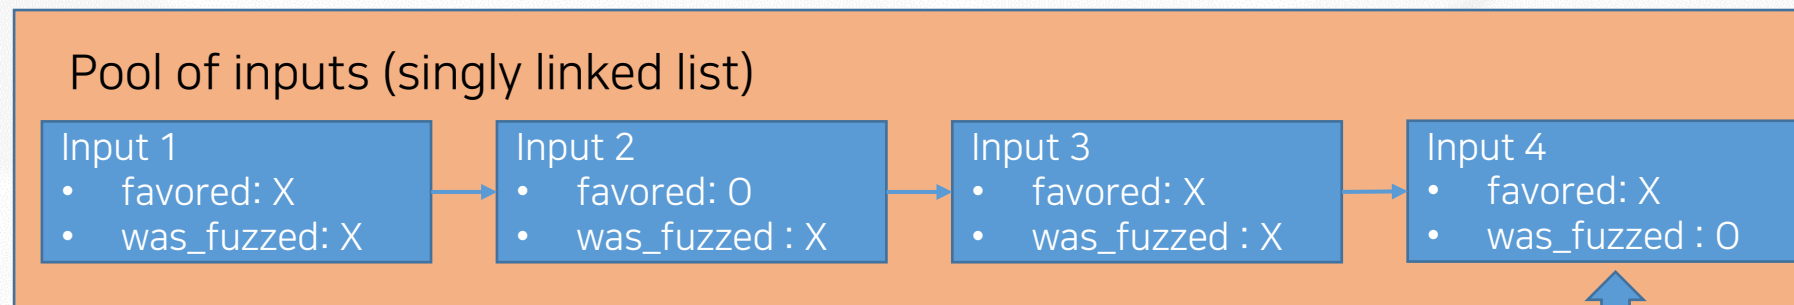 Pool of inputs (singly linked list)
Input 1
• favored: X
• was_fuzzed: X
Input 2
• favored: O
• was_fuzzed : X
Input 3
• favored: X
• was_fuzzed : X
Input 4
• favored: X
• was_fuzzed : O